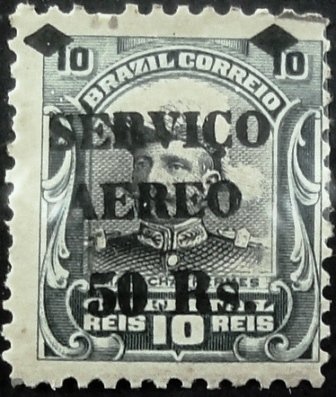 10 10
BRAZIL CORREIO
SERVIÇO
AEREO
50 Rs.
REIS 10 REIS